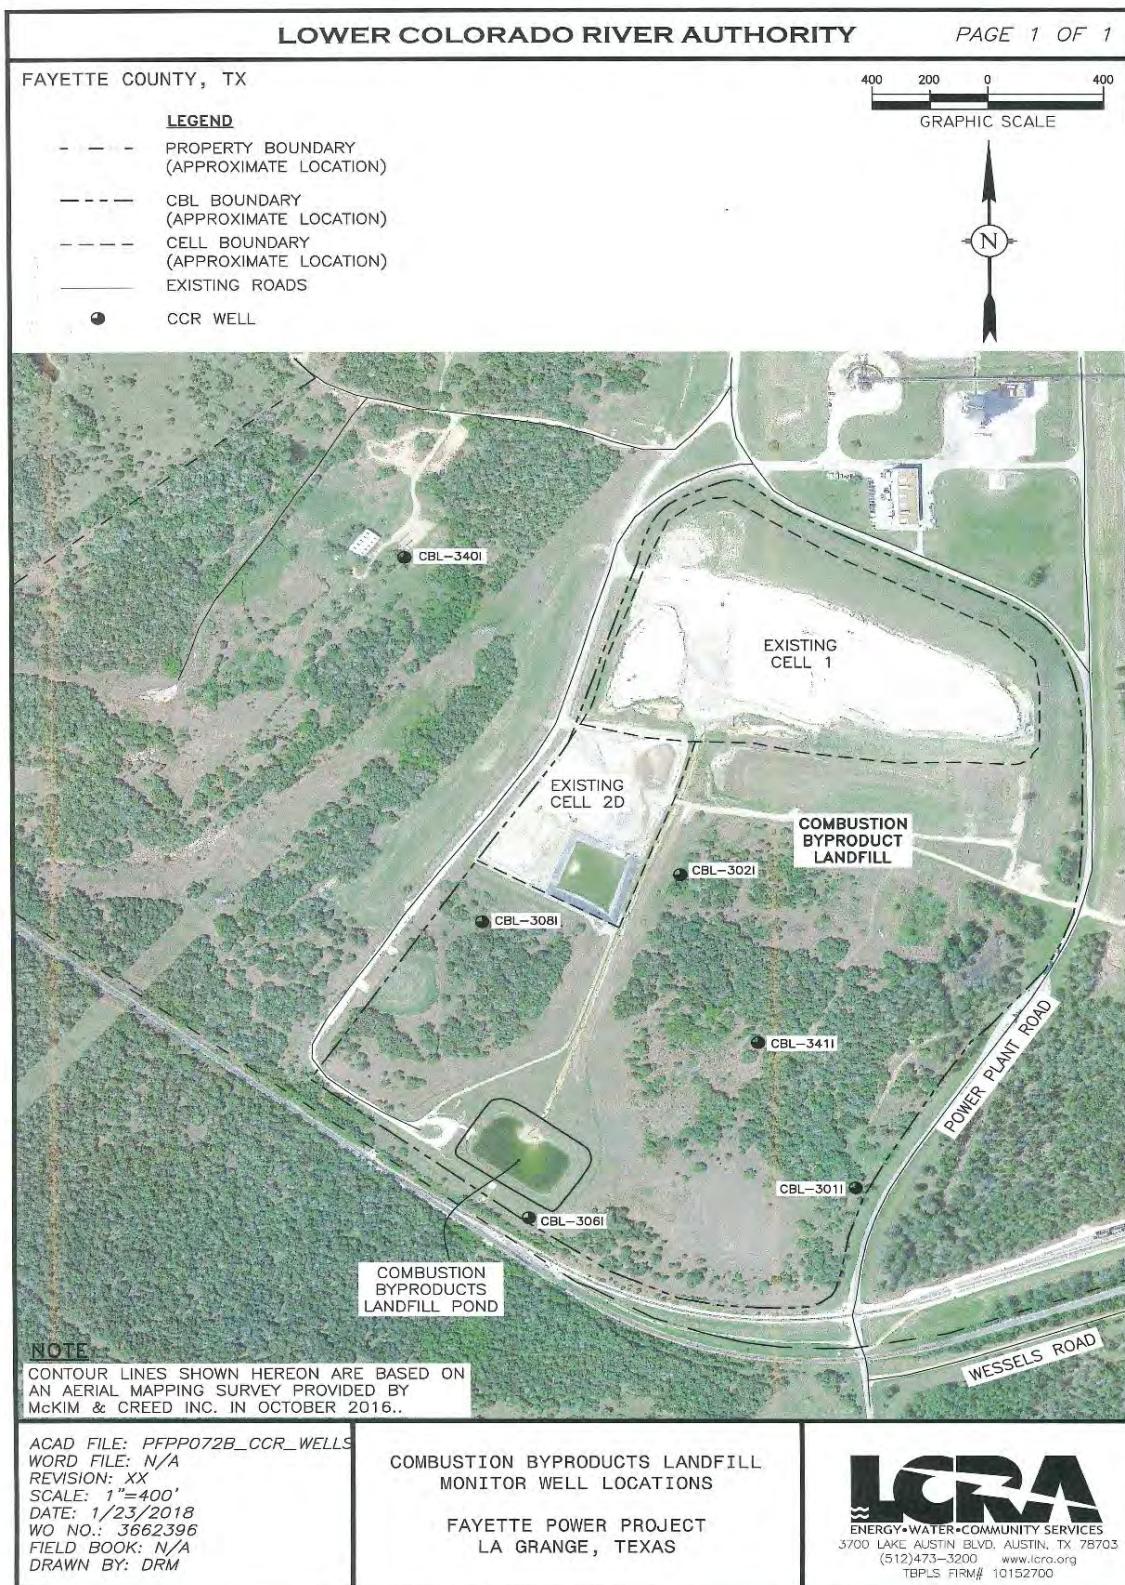 LOWER COLORADO RIVER AUTHORITY
PAGE 1 OF 1
FAYETTE COUNTY, TX
400 200 0 400
GRAPHIC SCALE
LEGEND
PROPERTY BOUNDARY
(APPROXIMATE LOCATION)
CBL BOUNDARY
(APPROXIMATE LOCATION)
CELL BOUNDARY
(APPROXIMATE LOCATION)
EXISTING ROADS
CCR WELL
N
CBL-340I
EXISTING
CELL 1
EXISTING
CELL 2D
COMBUSTION
BYPRODUCT
LANDFILL
CBL-302I
CBL-308I
CBL-341I
POWER PLANT ROAD
CBL-301I
CBL-306I
COMBUSTION
BYPRODUCTS
LANDFILL POND
WESSELS ROAD
NOTE
CONTOUR LINES SHOWN HEREON ARE BASED ON
AN AERIAL MAPPING SURVEY PROVIDED BY
McKIM & CREED INC. IN OCTOBER 2016..
ACAD FILE: PFPP072B_CCR_WELLS
WORD FILE: N/A
REVISION: XX
SCALE: 1"=400'
DATE: 1/23/2018
WO NO.: 3662396
FIELD BOOK: N/A
DRAWN BY: DRM
COMBUSTION BYPRODUCTS LANDFILL
MONITOR WELL LOCATIONS
FAYETTE POWER PROJECT
LA GRANGE, TEXAS
LCRA
ENERGY•WATER•COMMUNITY SERVICES
3700 LAKE AUSTIN BLVD. AUSTIN, TX 78703
(512)473-3200 www.lcra.org
TBPLS FIRM# 10152700